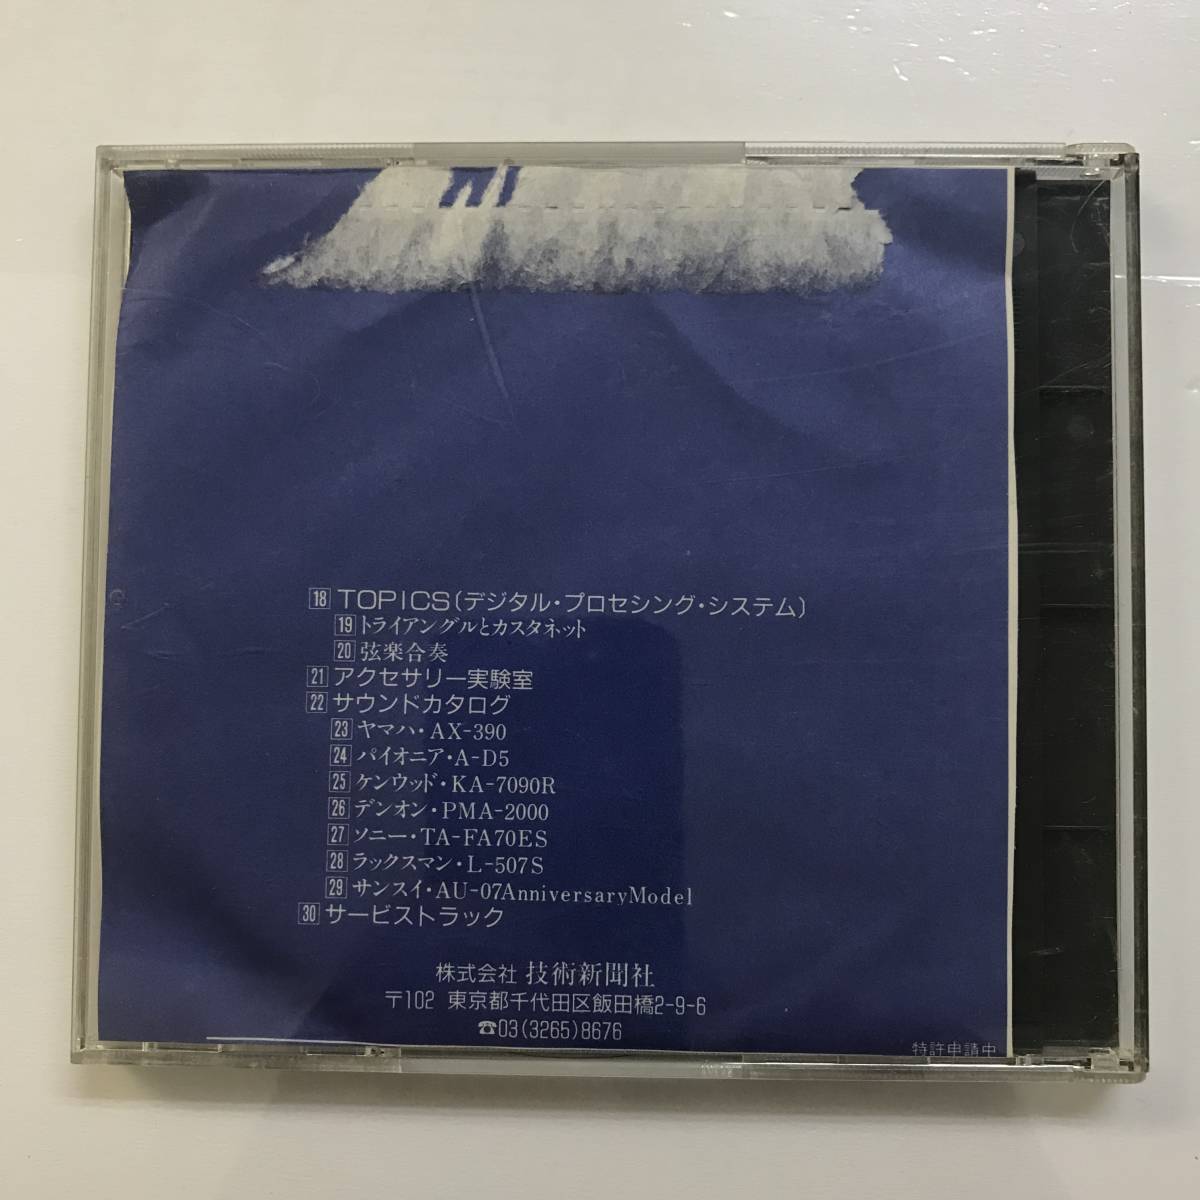 18 TOPICS(デジタル・プロセシング・システム)
19 トライアングルとカスタネット
20 弦楽合奏
21 アクセサリー実験室
22 サウンドカタログ
23 ヤマハ・AX-390
24 パイオニア・A-D5
25 ケンウッド・KA-7090R
26 デンオン・PMA-2000
27 ソニー・TA-FA70ES
28 ラックスマン・L-507S
29 サンスイ・AU-07AnniversaryModel
30 サービストラック
株式会社 技術新聞社
〒102 東京都千代田区飯田橋2-9-6
☎03(3265)8676
特許申請中